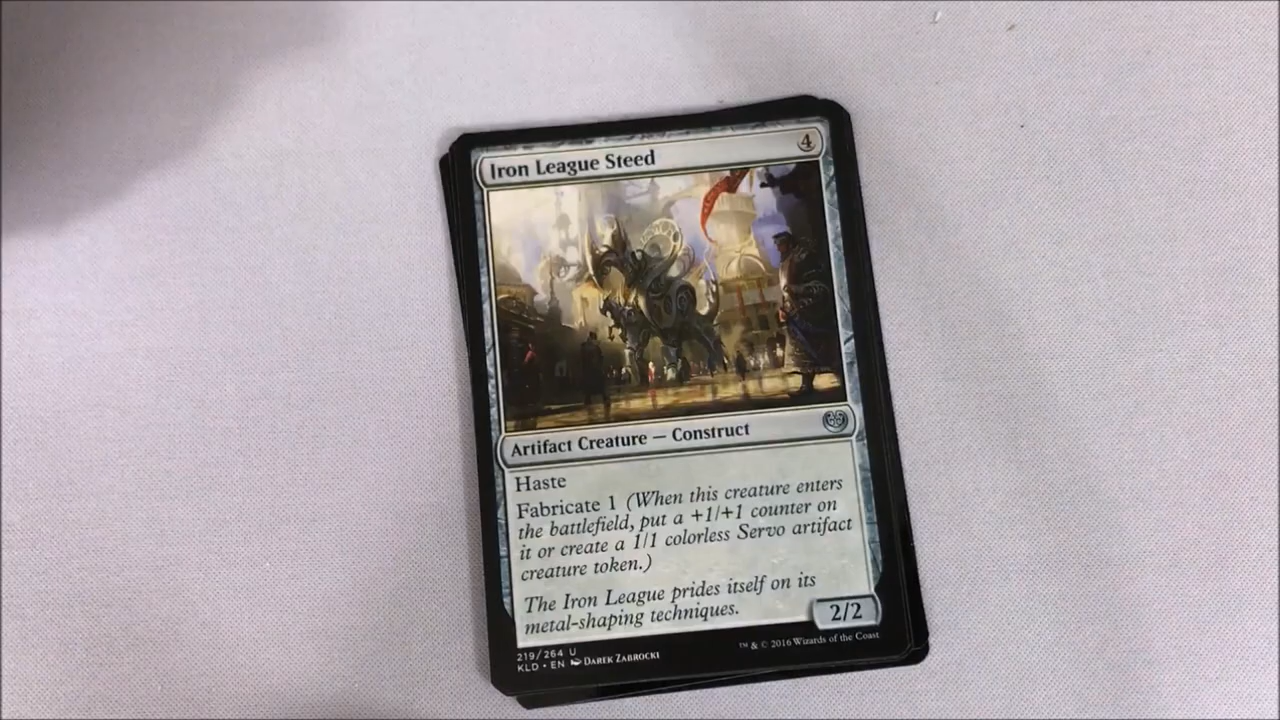 Iron League Steed 4
Artifact Creature — Construct
Haste
Fabricate 1 (When this creature enters
the battlefield, put a +1/+1 counter on
it or create a 1/1 colorless Servo artifact
creature token.)
The Iron League prides itself on its
metal-shaping techniques.
2/2
219/264 U
KLD • EN DAREK ZABROCKI
™ & © 2016 Wizards of the Coast